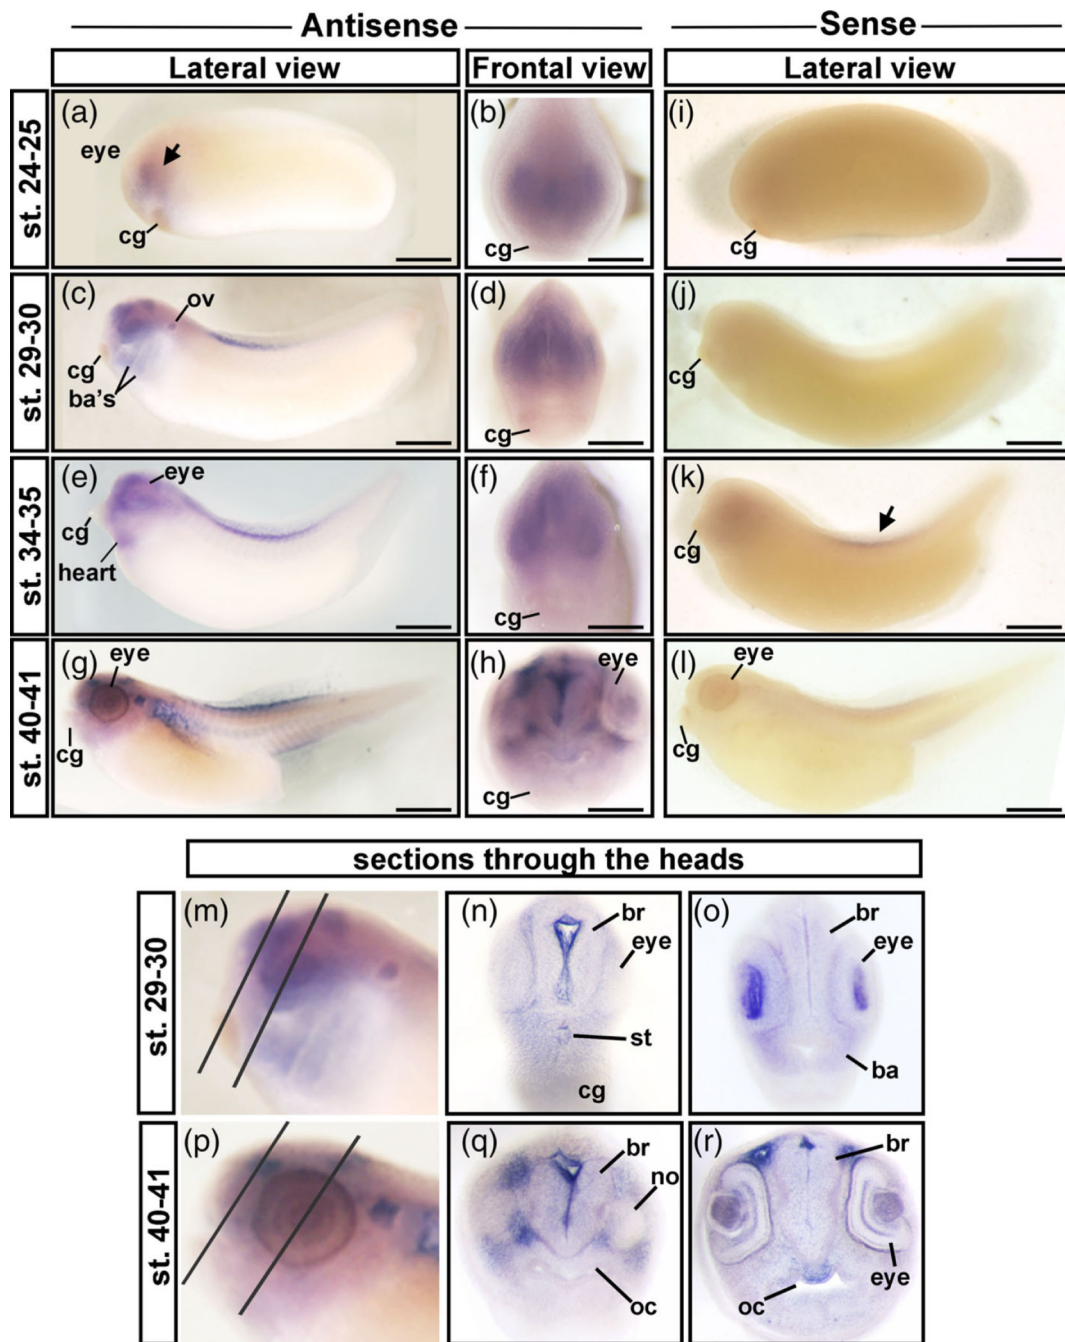 Antisense
Sense
Lateral view
Frontal view
Lateral view
st. 24-25
(a)
eye
cg
(b)
cg
(i)
cg
st. 29-30
(c)
ov
cg
ba's
(d)
cg
(j)
cg
st. 34-35
(e)
eye
cg
heart
(f)
cg
(k)
cg
st. 40-41
(g)
eye
cg
(h)
eye
cg
(l)
eye
cg
sections through the heads
st. 29-30
(m)
(n)
br
eye
st
cg
(o)
br
eye
ba
st. 40-41
(p)
(q)
br
no
oc
(r)
br
eye
oc